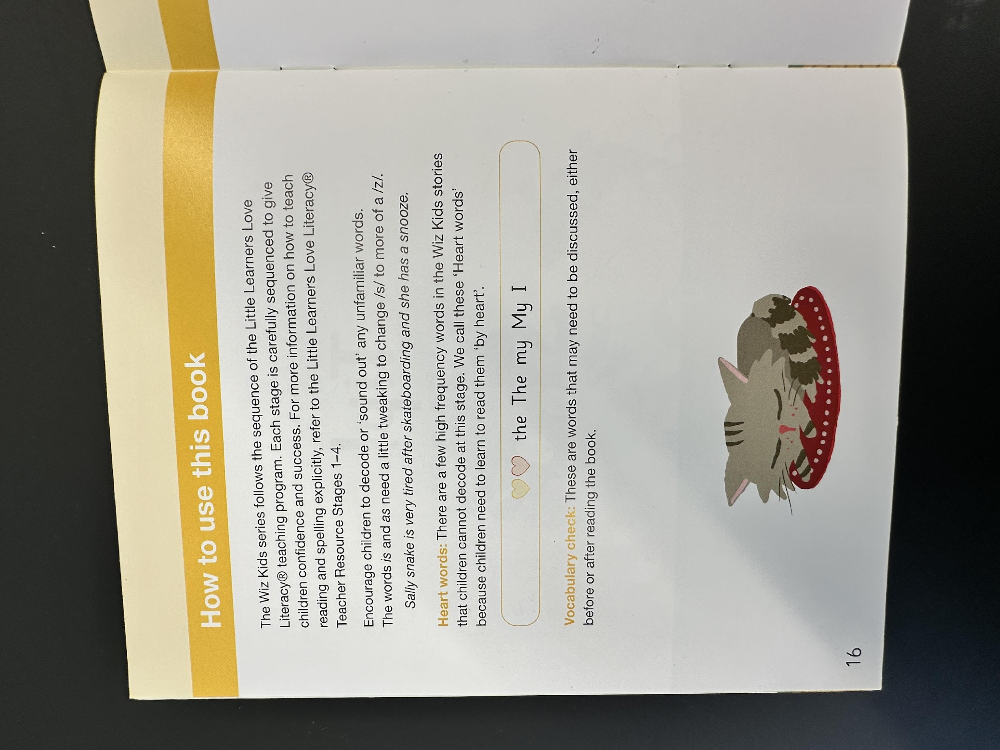 How to use this book
The Wiz Kids series follows the sequence of the Little Learners Love
Literacy® teaching program. Each stage is carefully sequenced to give
children confidence and success. For more information on how to teach
reading and spelling explicitly, refer to the Little Learners Love Literacy®
Teacher Resource Stages 1–4.
Encourage children to decode or ‘sound out’ any unfamiliar words.
The words is and as need a little tweaking to change /s/ to more of a /z/.
Sally snake is very tired after skateboarding and she has a snooze.
Heart words: There are a few high frequency words in the Wiz Kids stories
that children cannot decode at this stage. We call these ‘Heart words’
because children need to learn to read them ‘by heart’.
the The my My I
Vocabulary check: These are words that may need to be discussed, either
before or after reading the book.
16